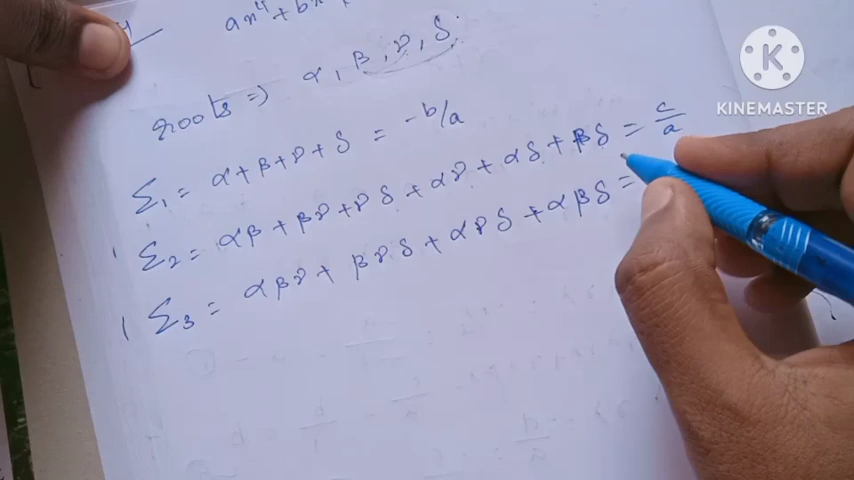 ax⁴ + bx
roots => α, β, γ, δ.
Σ₁ = α + β + γ + δ = -b/a
Σ₂ = αβ + βγ + γδ + αγ + αδ + βδ = c/a
Σ₃ = αβγ + βγδ + αγδ + αβδ =
KINEMASTER